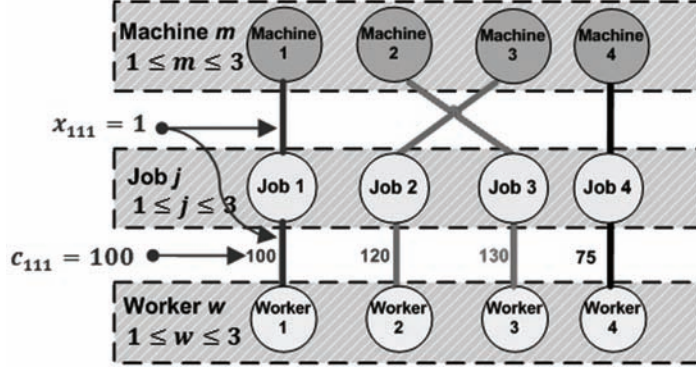 Machine m
1 ≤ m ≤ 3
Machine
1
Machine
2
Machine
3
Machine
4
x₁₁₁ = 1
Job j
1 ≤ j ≤ 3
Job 1
Job 2
Job 3
Job 4
c₁₁₁ = 100
100
120
130
75
Worker w
1 ≤ w ≤ 3
Worker
1
Worker
2
Worker
3
Worker
4